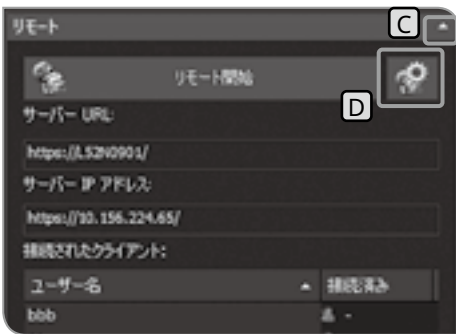 リモート
C
リモート開始
D
サーバー URL:
https://LS2N0901/
サーバー IP アドレス:
https://10.156.224.65/
接続されたクライアント:
ユーザー名 接続済み
bbb -